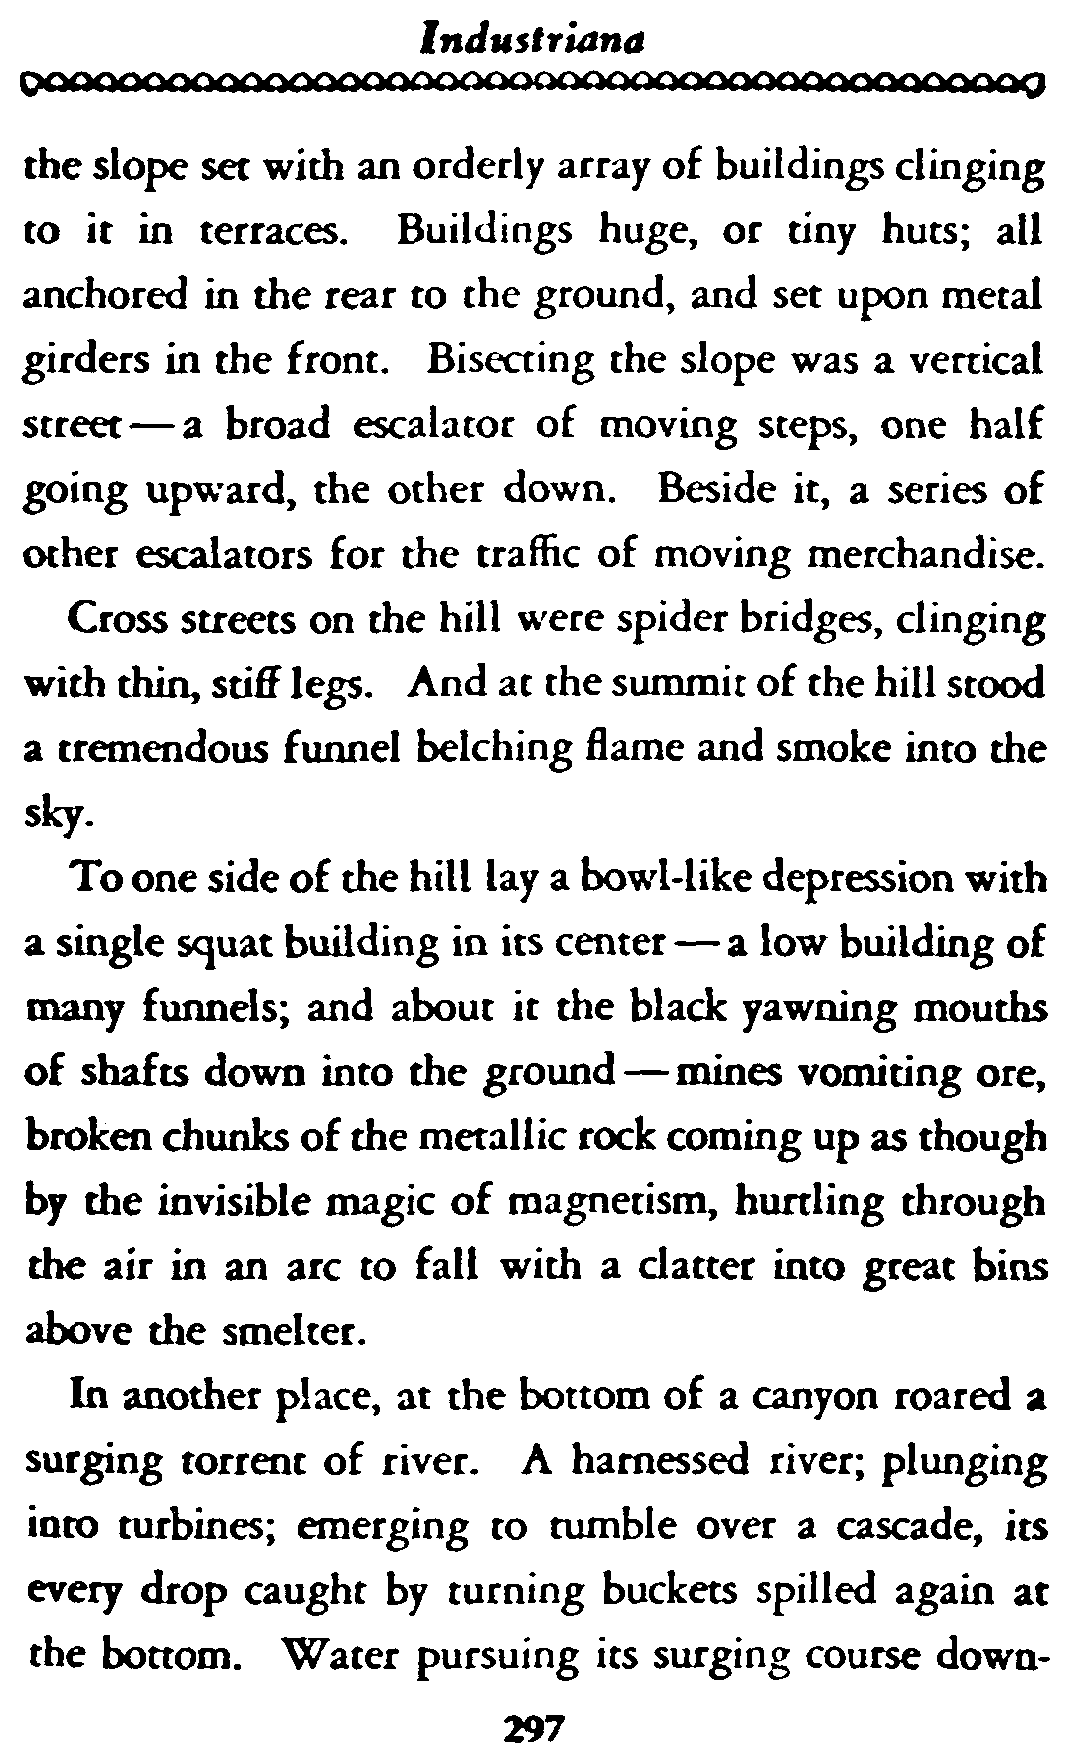 Industriana
the slope set with an orderly array of buildings clinging
to it in terraces. Buildings huge, or tiny huts; all
anchored in the rear to the ground, and set upon metal
girders in the front. Bisecting the slope was a vertical
street—a broad escalator of moving steps, one half
going upward, the other down. Beside it, a series of
other escalators for the traffic of moving merchandise.
Cross streets on the hill were spider bridges, clinging
with thin, stiff legs. And at the summit of the hill stood
a tremendous funnel belching flame and smoke into the
sky.
To one side of the hill lay a bowl-like depression with
a single squat building in its center—a low building of
many funnels; and about it the black yawning mouths
of shafts down into the ground—mines vomiting ore,
broken chunks of the metallic rock coming up as though
by the invisible magic of magnetism, hurtling through
the air in an arc to fall with a clatter into great bins
above the smelter.
In another place, at the bottom of a canyon roared a
surging torrent of river. A harnessed river; plunging
into turbines; emerging to tumble over a cascade, its
every drop caught by turning buckets spilled again at
the bottom. Water pursuing its surging course down-
297